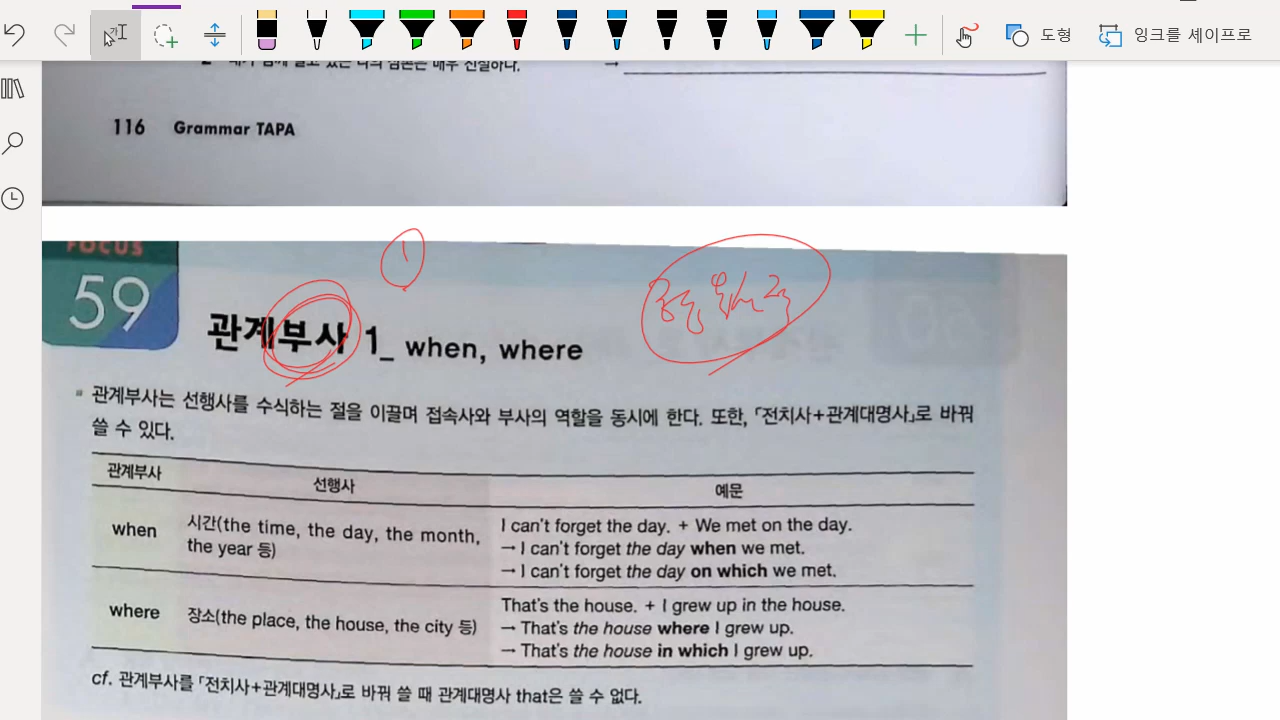 도형
잉크를 셰이프로
116 Grammar TAPA
FOCUS
59
1
관계부사 1_ when, where
관계부사는 선행사를 수식하는 절을 이끌며 접속사와 부사의 역할을 동시에 한다. 또한, 「전치사+관계대명사」로 바꿔
쓸 수 있다.
관계부사 선행사 예문
when
시간(the time, the day, the month,
the year 등)
I can't forget the day. + We met on the day.
→ I can't forget the day when we met.
→ I can't forget the day on which we met.
where
장소(the place, the house, the city 등)
That's the house. + I grew up in the house.
→ That's the house where I grew up.
→ That's the house in which I grew up.
cf. 관계부사를 「전치사+관계대명사」로 바꿔 쓸 때 관계대명사 that은 쓸 수 없다.